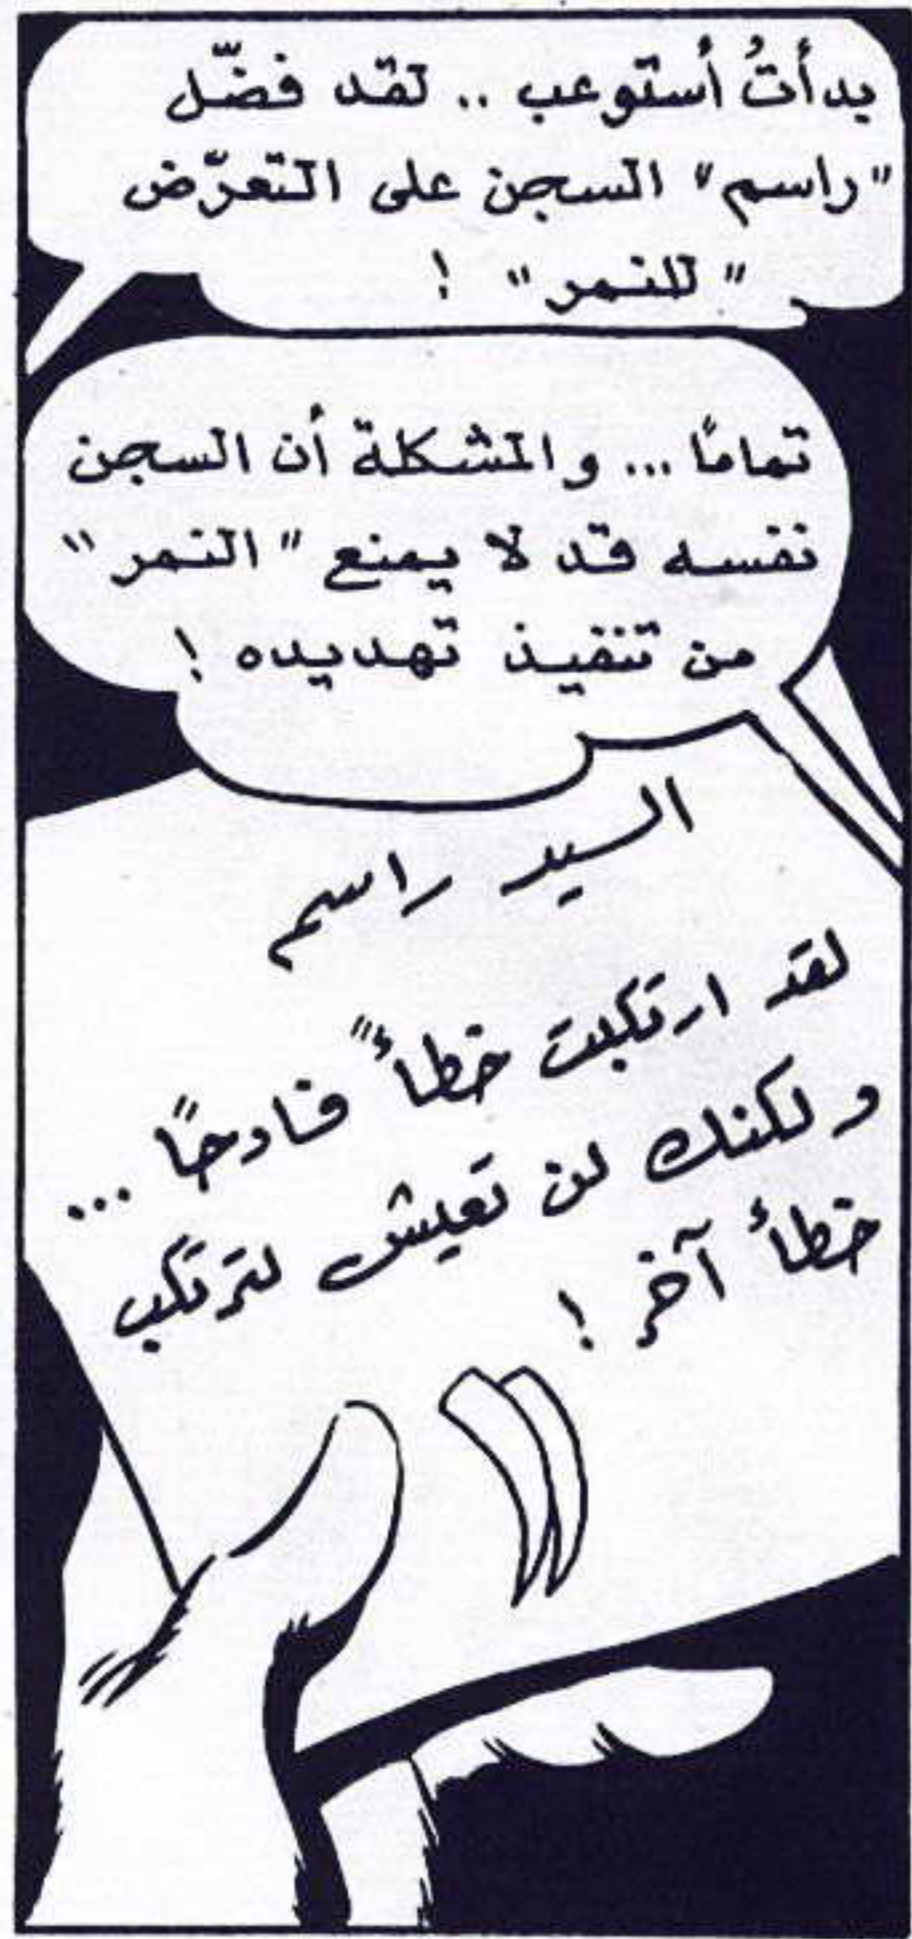 بدأتُ أستوعب .. لقد فضّل
"راسم" السجن على التعرّض
"للنمر" !
تمامًا ... والمشكلة أن السجن
نفسه قد لا يمنع "النمر"
من تنفيذ تهديده !
السيد راسم
لقد ارتكبت خطأً فادحًا ...
ولكنك لن تعيش لترتكب
خطأ آخر !